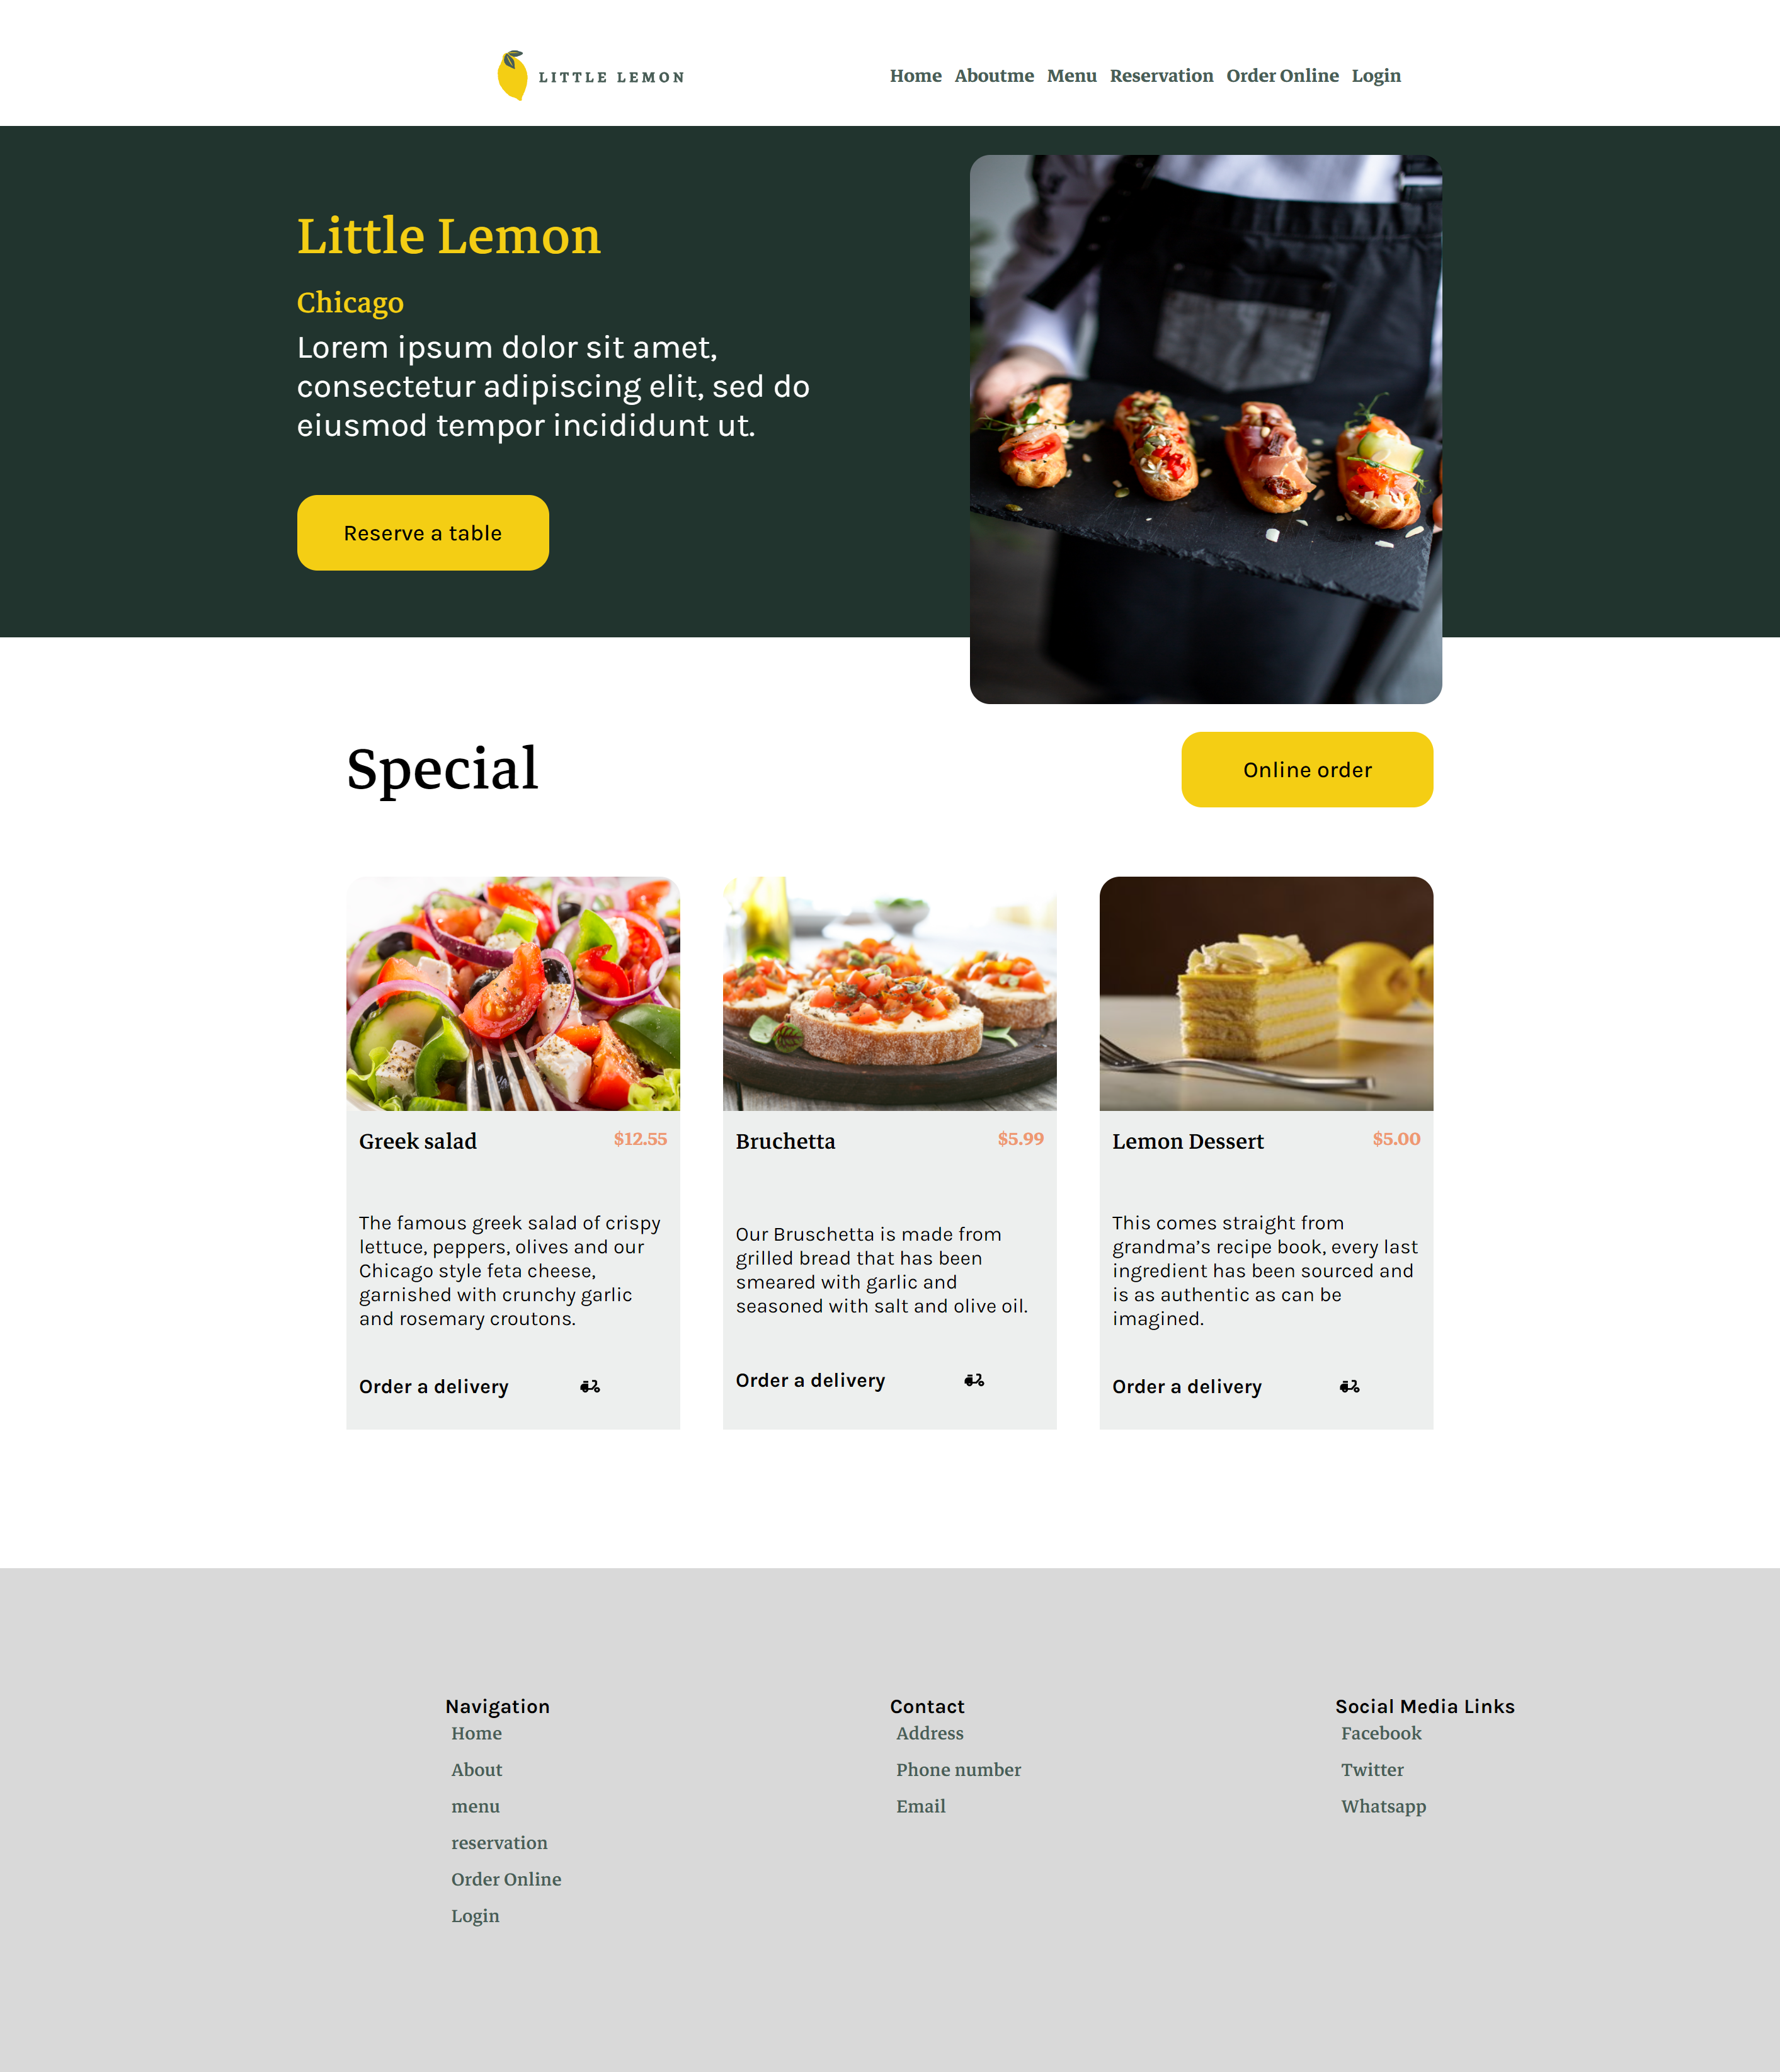 LITTLE LEMON
Home Aboutme Menu Reservation Order Online Login
Little Lemon
Chicago
Lorem ipsum dolor sit amet,
consectetur adipiscing elit, sed do
eiusmod tempor incididunt ut.
Reserve a table
Special
Online order
Greek salad
$12.55
The famous greek salad of crispy
lettuce, peppers, olives and our
Chicago style feta cheese,
garnished with crunchy garlic
and rosemary croutons.
Order a delivery
Bruchetta
$5.99
Our Bruschetta is made from
grilled bread that has been
smeared with garlic and
seasoned with salt and olive oil.
Order a delivery
Lemon Dessert
$5.00
This comes straight from
grandma’s recipe book, every last
ingredient has been sourced and
is as authentic as can be
imagined.
Order a delivery
Navigation
Home
About
menu
reservation
Order Online
Login
Contact
Address
Phone number
Email
Social Media Links
Facebook
Twitter
Whatsapp